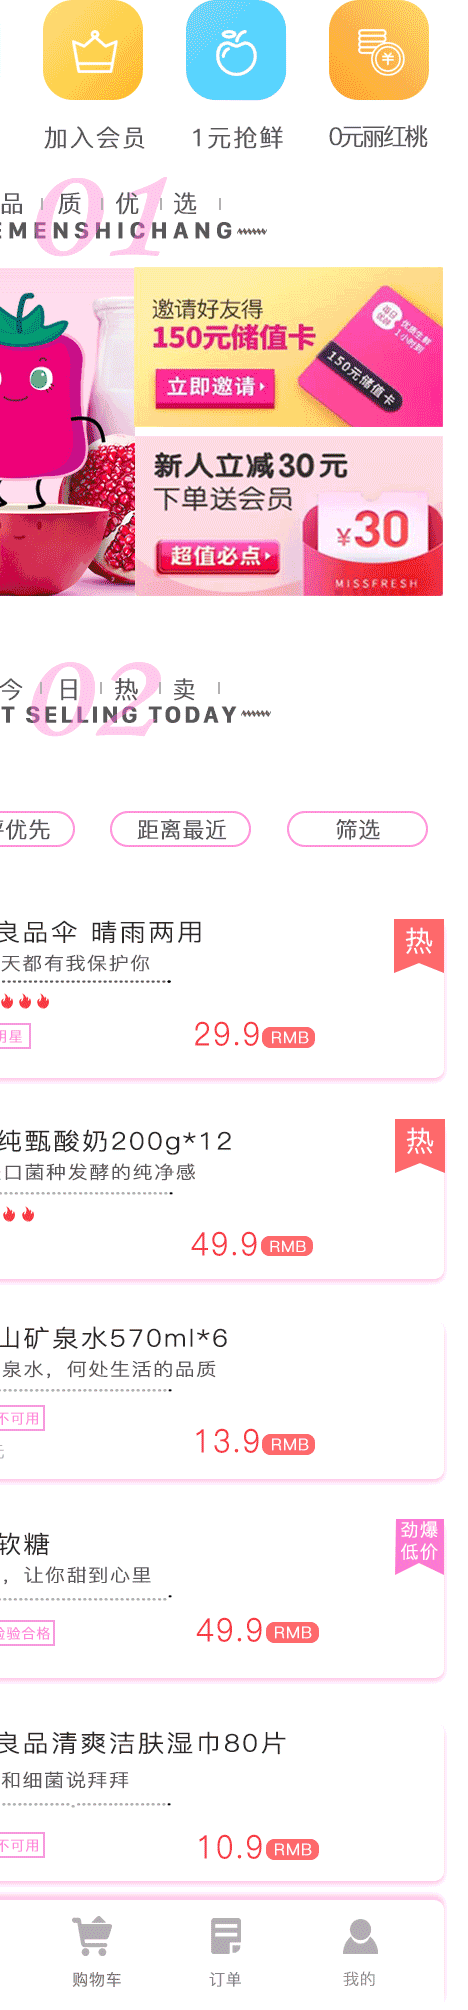 加入会员
1元抢鲜
0元丽红桃
01
品 质 优 选
EMENSHICHANG
邀请好友得
150元储值卡
立即邀请
每日优鲜
优质生鲜
1小时到
150元储值卡
新人立减30元
下单送会员
超值必点
¥30
MISSFRESH
02
今 日 热 卖
T SELLING TODAY
优先
距离最近
筛选
良品伞 晴雨两用
热
天都有我保护你
明星
29.9 RMB
纯甄酸奶200g*12
热
口菌种发酵的纯净感
49.9 RMB
山矿泉水570ml*6
泉水，何处生活的品质
不可用
13.9 RMB
软糖
劲爆
低价
，让你甜到心里
检验合格
49.9 RMB
良品清爽洁肤湿巾80片
和细菌说拜拜
不可用
10.9 RMB
购物车
订单
我的